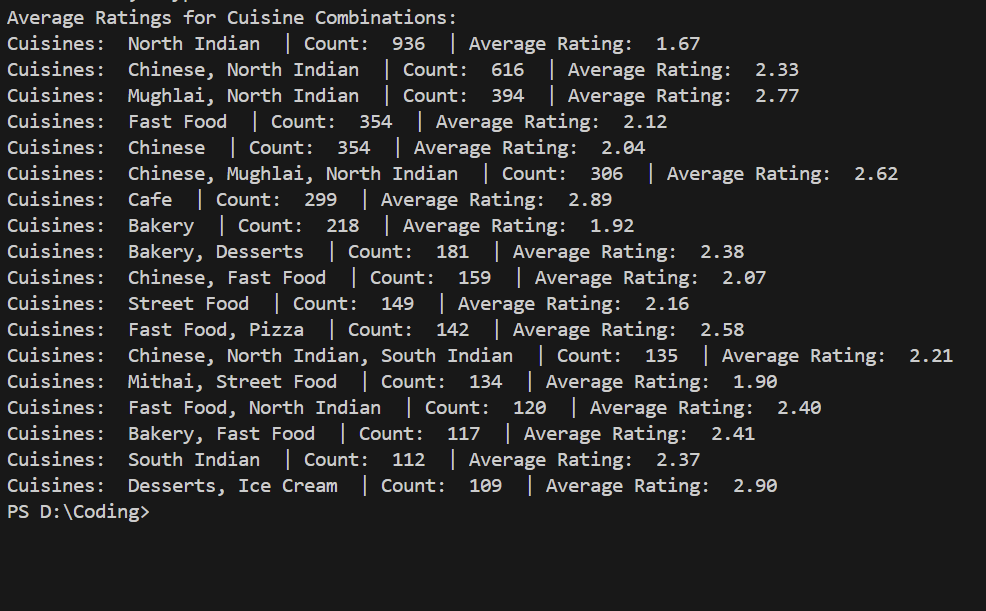 Average Ratings for Cuisine Combinations:
Cuisines:  North Indian  | Count:  936  | Average Rating:  1.67
Cuisines:  Chinese, North Indian  | Count:  616  | Average Rating:  2.33
Cuisines:  Mughlai, North Indian  | Count:  394  | Average Rating:  2.77
Cuisines:  Fast Food  | Count:  354  | Average Rating:  2.12
Cuisines:  Chinese  | Count:  354  | Average Rating:  2.04
Cuisines:  Chinese, Mughlai, North Indian  | Count:  306  | Average Rating:  2.62
Cuisines:  Cafe  | Count:  299  | Average Rating:  2.89
Cuisines:  Bakery  | Count:  218  | Average Rating:  1.92
Cuisines:  Bakery, Desserts  | Count:  181  | Average Rating:  2.38
Cuisines:  Chinese, Fast Food  | Count:  159  | Average Rating:  2.07
Cuisines:  Street Food  | Count:  149  | Average Rating:  2.16
Cuisines:  Fast Food, Pizza  | Count:  142  | Average Rating:  2.58
Cuisines:  Chinese, North Indian, South Indian  | Count:  135  | Average Rating:  2.21
Cuisines:  Mithai, Street Food  | Count:  134  | Average Rating:  1.90
Cuisines:  Fast Food, North Indian  | Count:  120  | Average Rating:  2.40
Cuisines:  Bakery, Fast Food  | Count:  117  | Average Rating:  2.41
Cuisines:  South Indian  | Count:  112  | Average Rating:  2.37
Cuisines:  Desserts, Ice Cream  | Count:  109  | Average Rating:  2.90
PS D:\Coding>